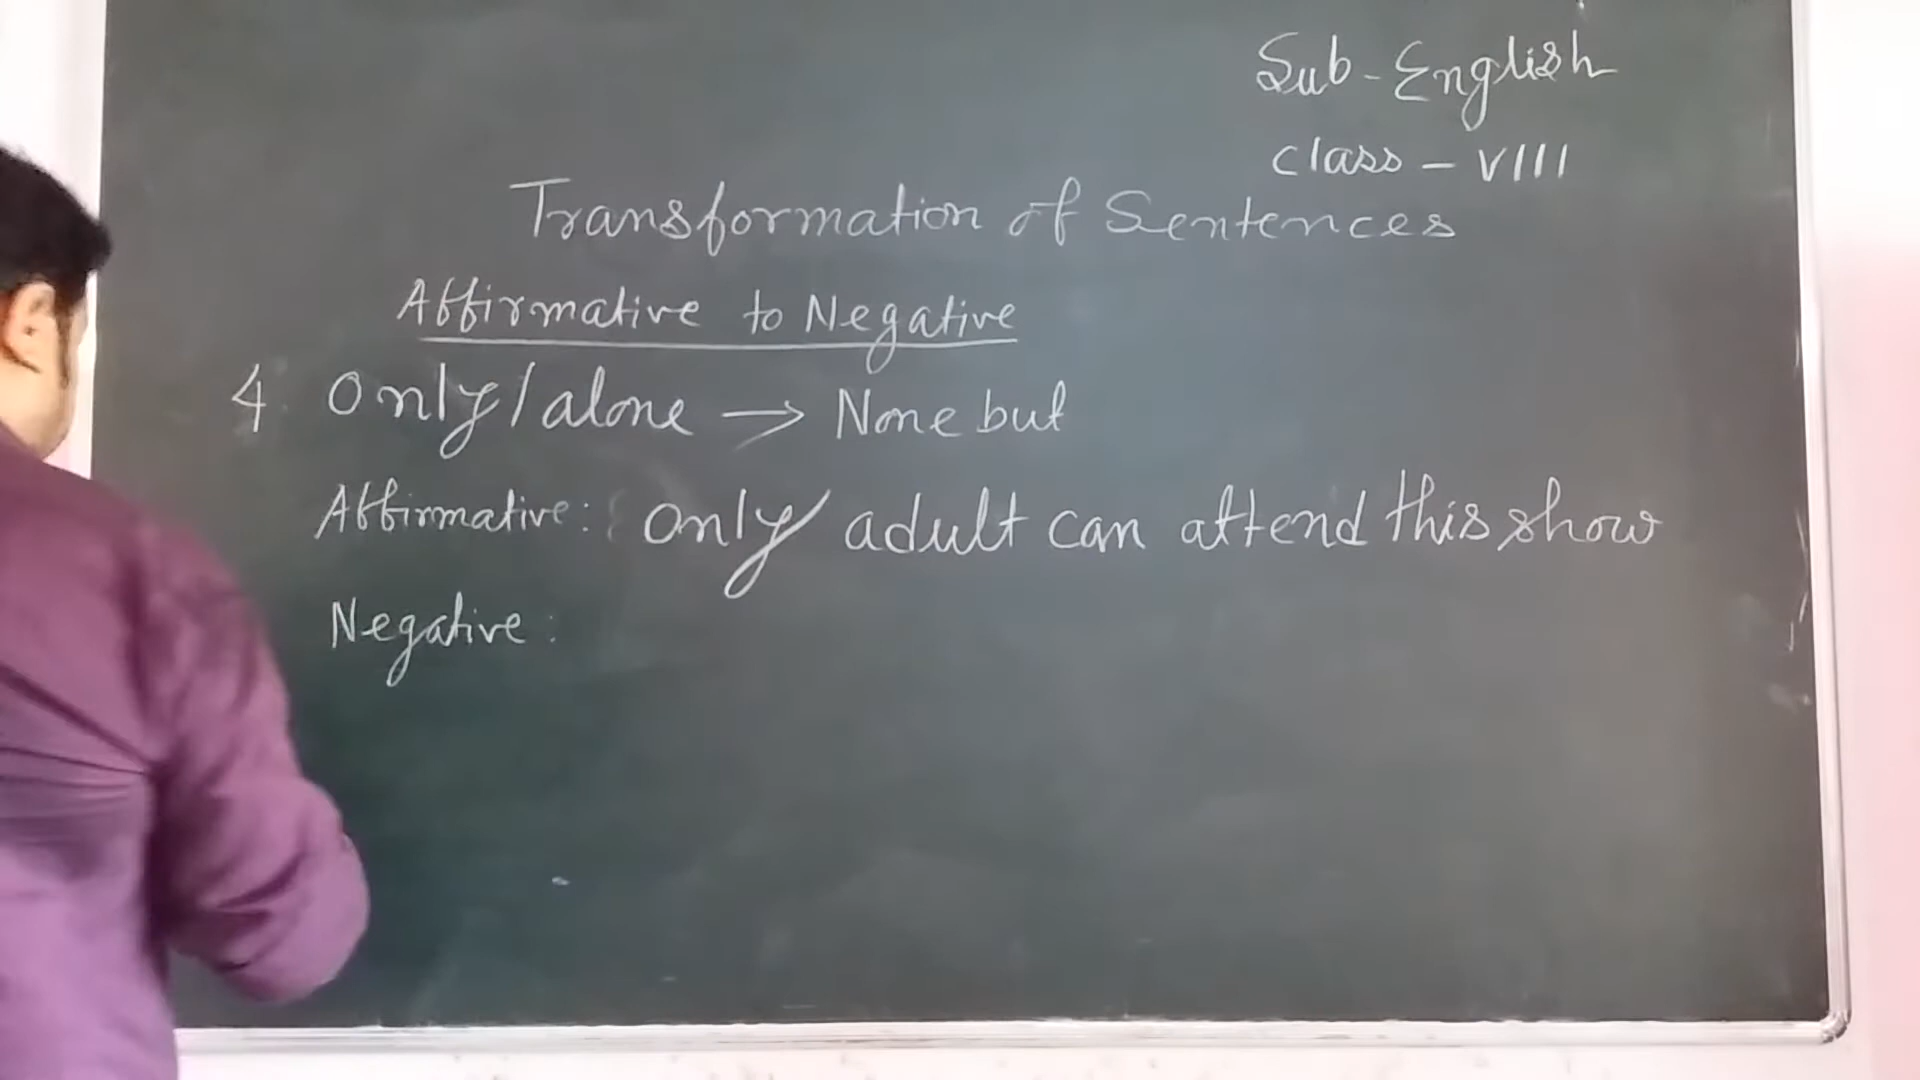 Sub - English
Class - VIII
Transformation of Sentences
Affirmative to Negative
4. Only/alone → None but
Affirmative: Only adult can attend this show
Negative: